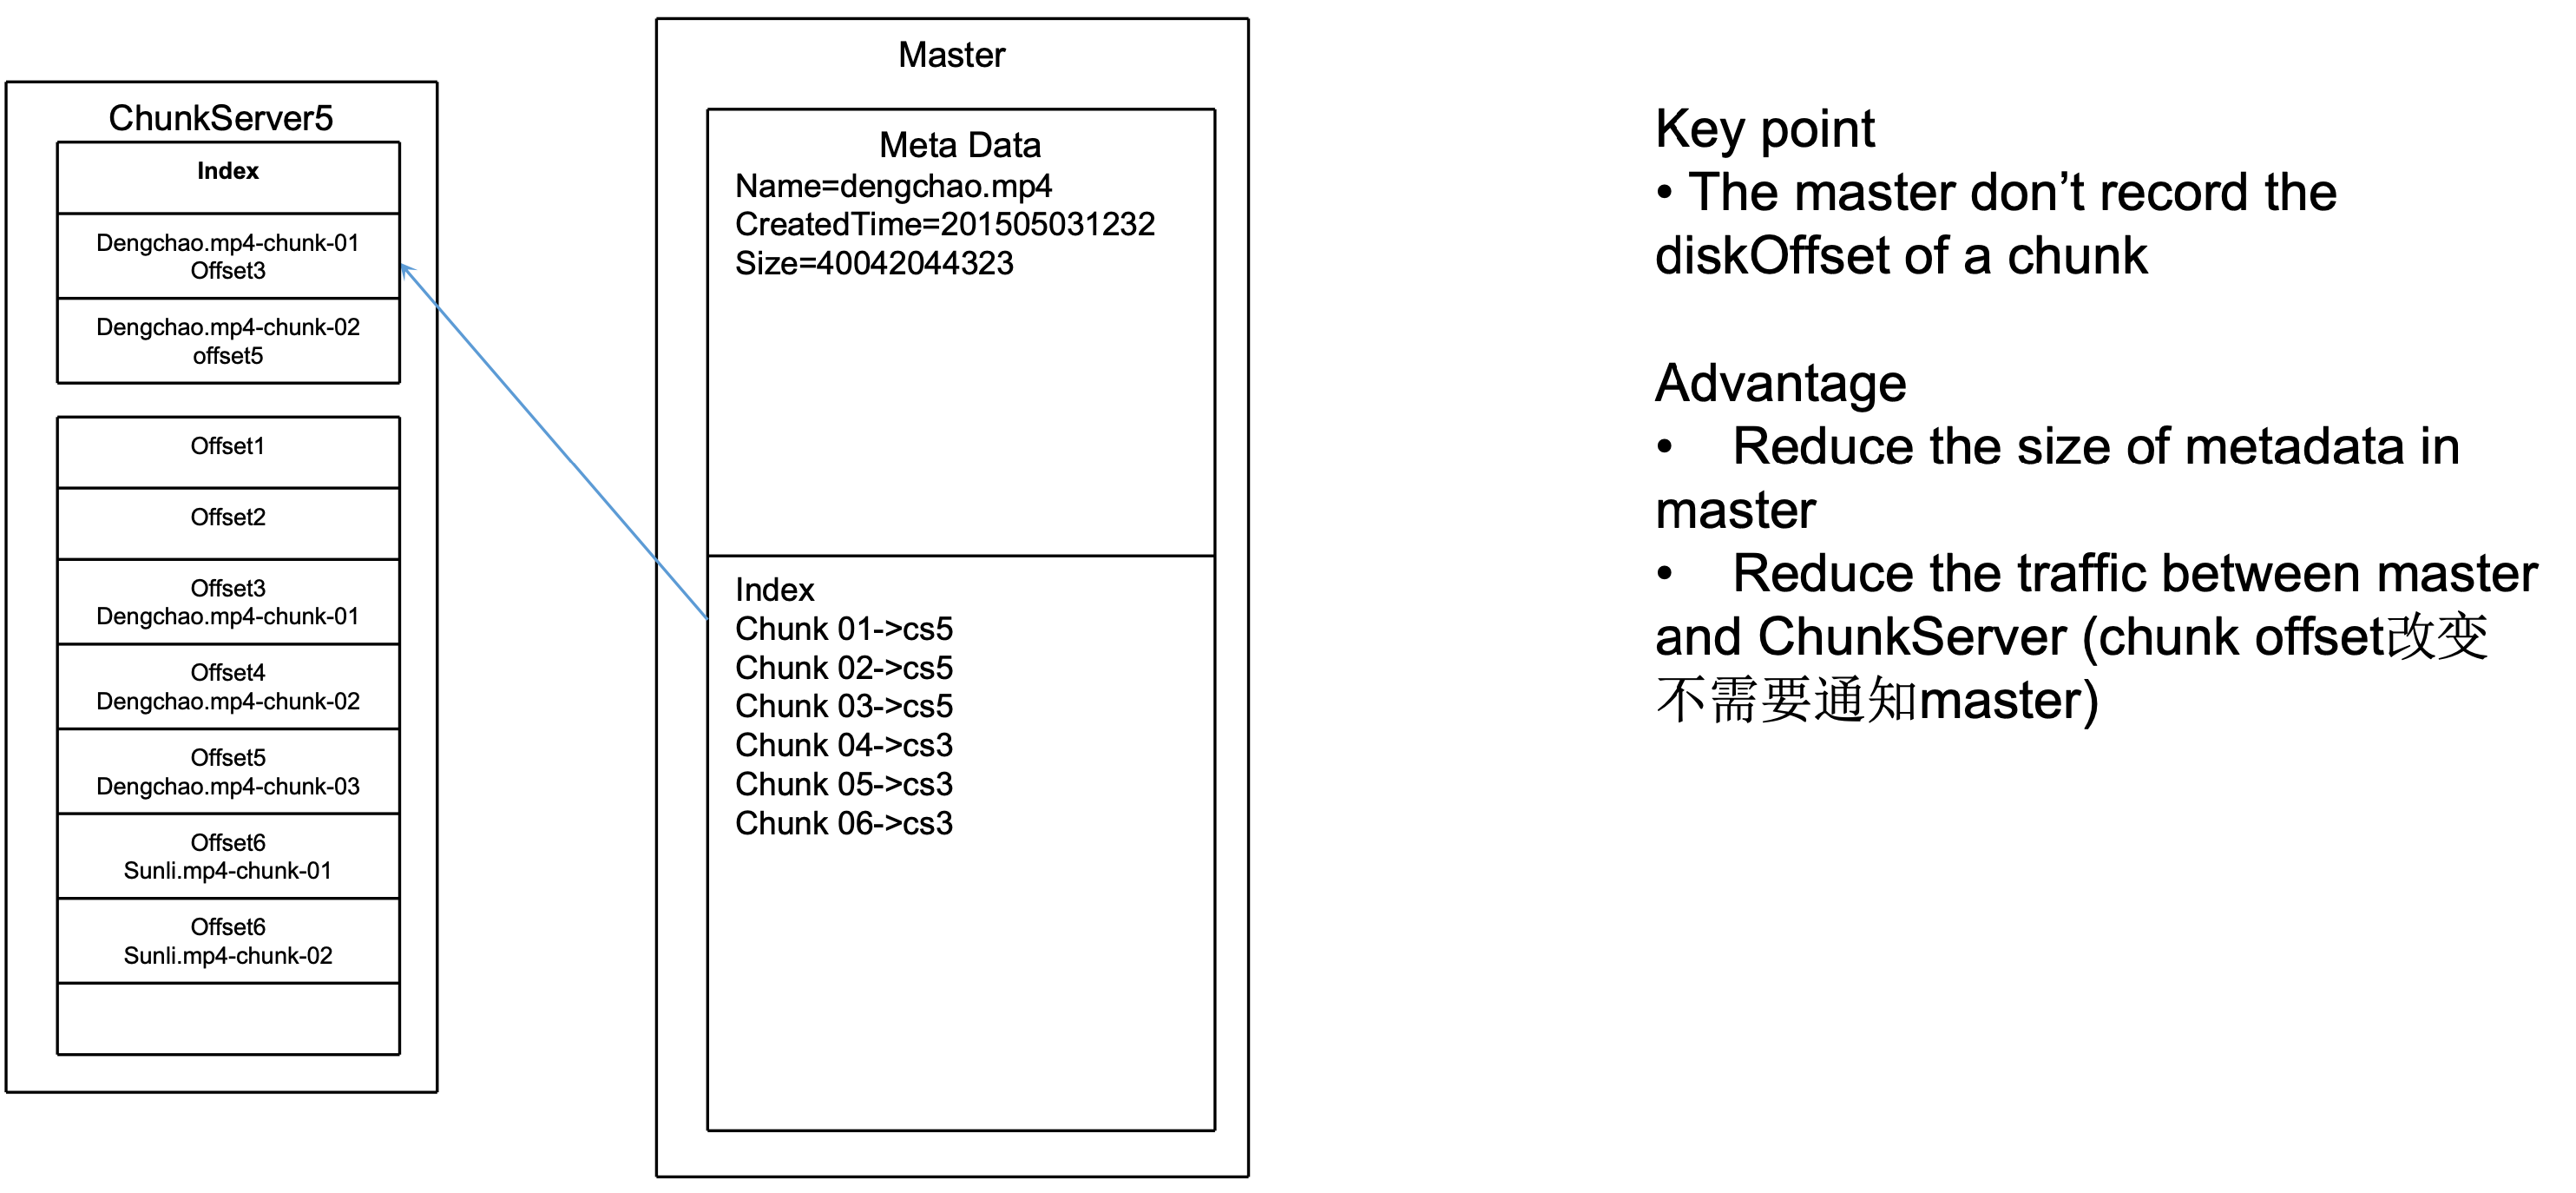 ChunkServer5
Index
Dengchao.mp4-chunk-01
Offset3
Dengchao.mp4-chunk-02
offset5
Offset1
Offset2
Offset3
Dengchao.mp4-chunk-01
Offset4
Dengchao.mp4-chunk-02
Offset5
Dengchao.mp4-chunk-03
Offset6
Sunli.mp4-chunk-01
Offset6
Sunli.mp4-chunk-02
Master
Meta Data
Name=dengchao.mp4
CreatedTime=201505031232
Size=40042044323
Index
Chunk 01->cs5
Chunk 02->cs5
Chunk 03->cs5
Chunk 04->cs3
Chunk 05->cs3
Chunk 06->cs3
Key point
• The master don’t record the
diskOffset of a chunk
Advantage
• Reduce the size of metadata in
master
• Reduce the traffic between master
and ChunkServer (chunk offset改变
不需要通知master)